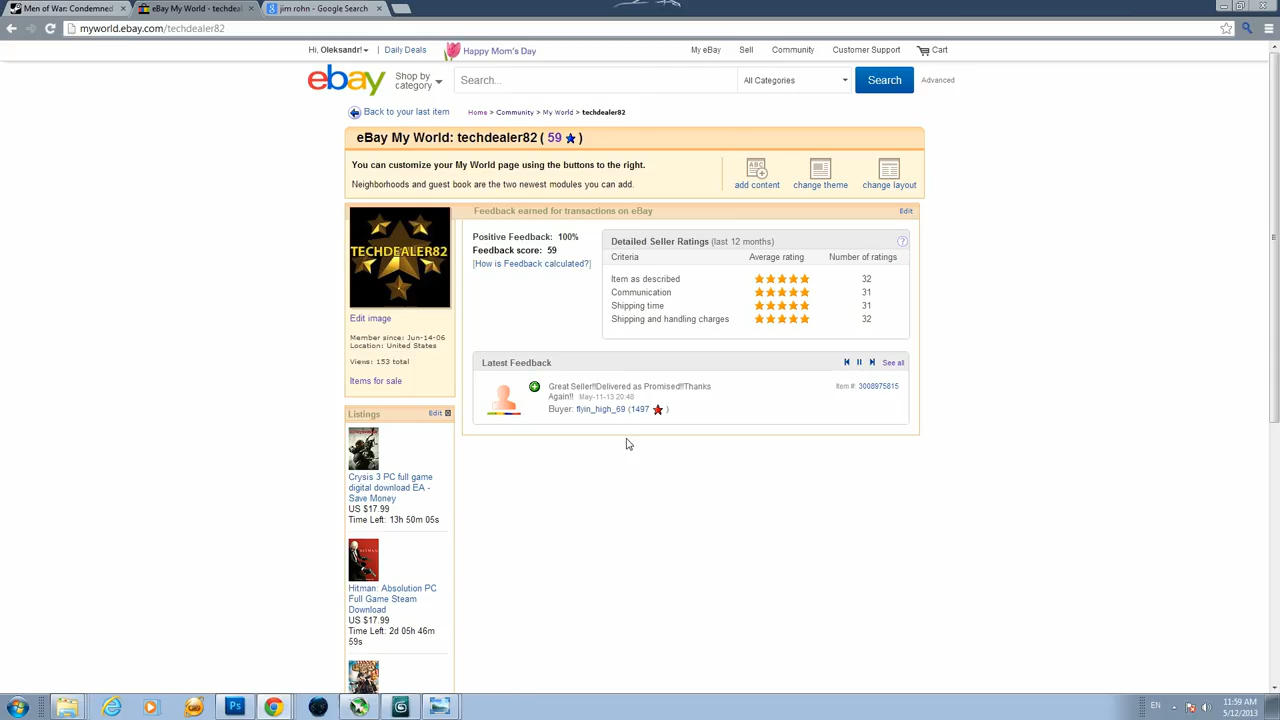 Men of War: Condemned
eBay My World - techdeal
jim rohn - Google Search
myworld.ebay.com/techdealer82
Hi, Oleksandr! | Daily Deals
Happy Mom's Day
My eBay Sell Community Customer Support Cart
ebay
Shop by category
Search...
All Categories
Search
Advanced
Back to your last item
Home > Community > My World > techdealer82
eBay My World: techdealer82 ( 59 )
You can customize your My World page using the buttons to the right.
Neighborhoods and guest book are the two newest modules you can add.
ABC
add content
change theme
change layout
TECHDEALER82
Edit image
Member since: Jun-14-06
Location: United States
Views: 153 total
Items for sale
Feedback earned for transactions on eBay
Edit
Positive Feedback: 100%
Feedback score: 59
[How is Feedback calculated?]
Detailed Seller Ratings (last 12 months)
?
Criteria Average rating Number of ratings
Item as described 32
Communication 31
Shipping time 31
Shipping and handling charges 32
Latest Feedback
See all
Great Seller!!Delivered as Promised!!Thanks
Again!! May-11-13 20:48
Buyer: flyin_high_69 (1497 )
Item #: 3008975815
Listings
Edit
Crysis 3 PC full game
digital download EA -
Save Money
US $17.99
Time Left: 13h 50m 05s
Hitman: Absolution PC
Full Game Steam
Download
US $17.99
Time Left: 2d 05h 46m
59s
Ps
EN
11:59 AM
5/12/2013